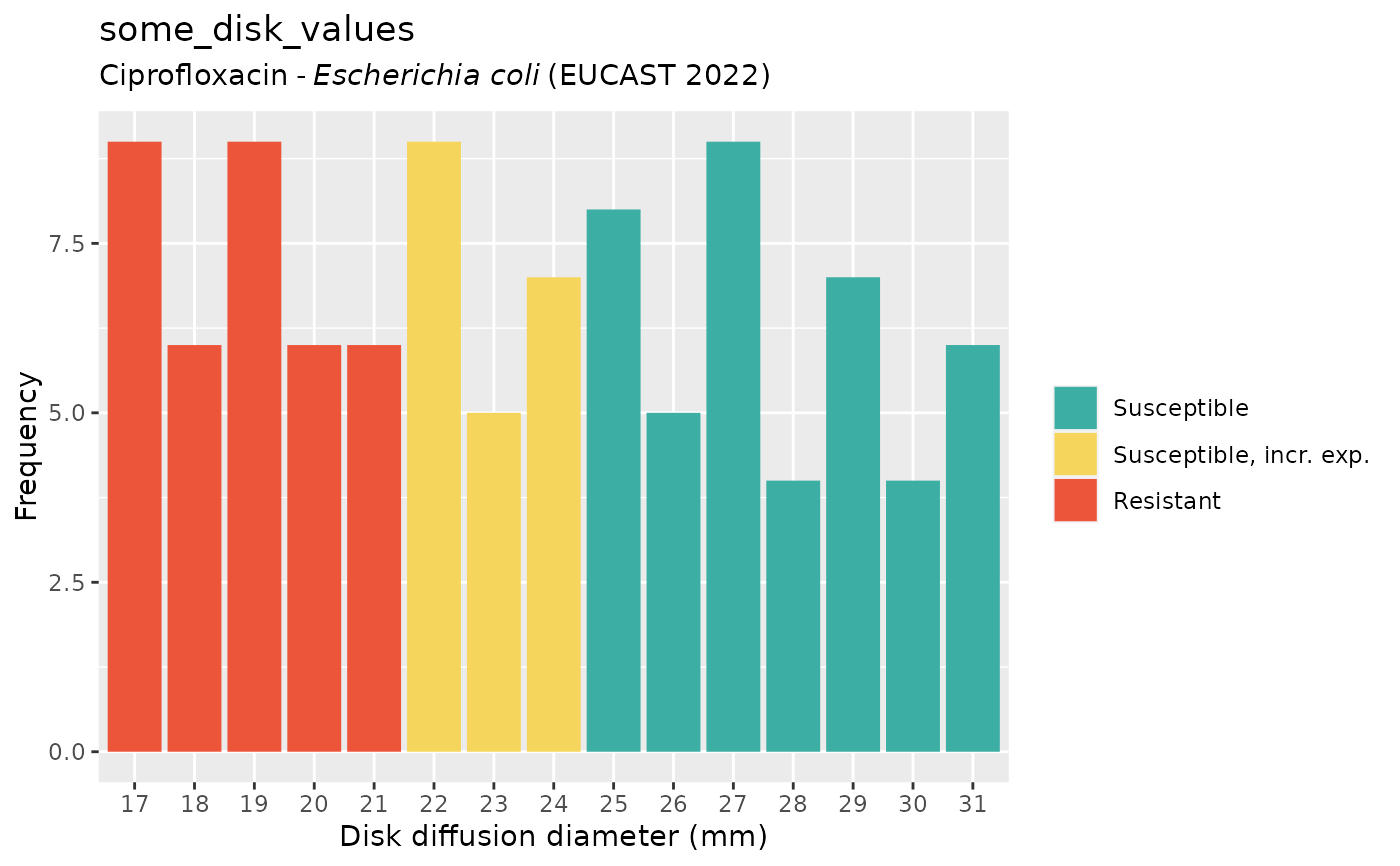 some_disk_values
Ciprofloxacin - Escherichia coli (EUCAST 2022)
Frequency
7.5
5.0
2.5
0.0
17 18 19 20 21 22 23 24 25 26 27 28 29 30 31
Disk diffusion diameter (mm)
Susceptible
Susceptible, incr. exp.
Resistant